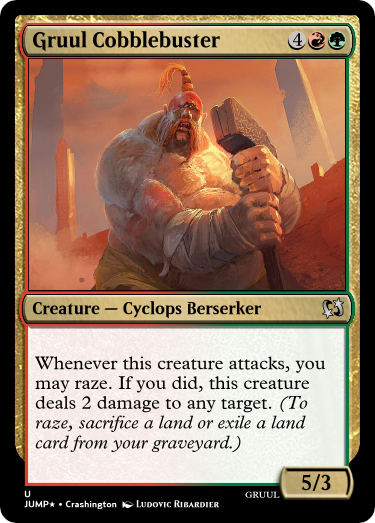 Gruul Cobblebuster 4
Creature — Cyclops Berserker
Whenever this creature attacks, you
may raze. If you did, this creature
deals 2 damage to any target. (To
raze, sacrifice a land or exile a land
card from your graveyard.)
5/3
U
GRUUL
JUMP★ • Crashington Ludovic Ribardier